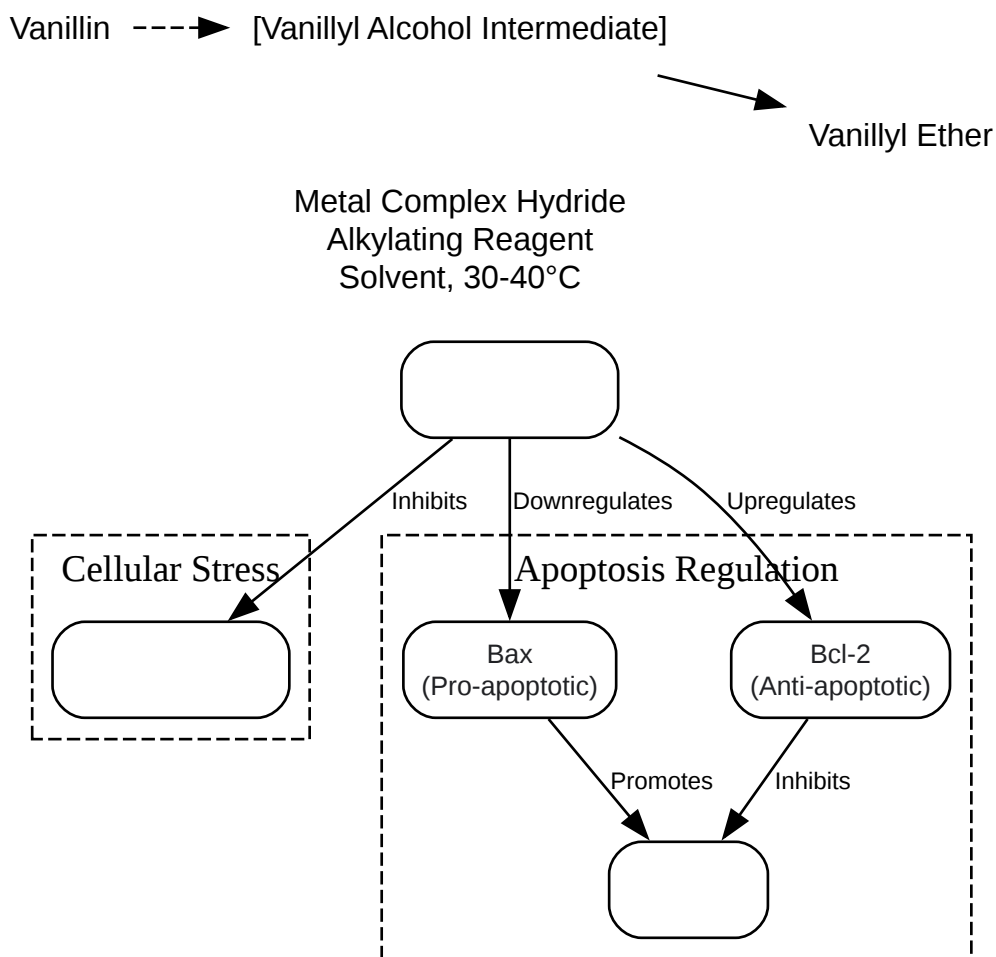 Vanillin
[Vanillyl Alcohol Intermediate]
Vanillyl Ether
Metal Complex Hydride
Alkylating Reagent
Solvent, 30-40°C
Inhibits
Downregulates
Upregulates
Cellular Stress
Apoptosis Regulation
Bax
(Pro-apoptotic)
Bcl-2
(Anti-apoptotic)
Promotes
Inhibits